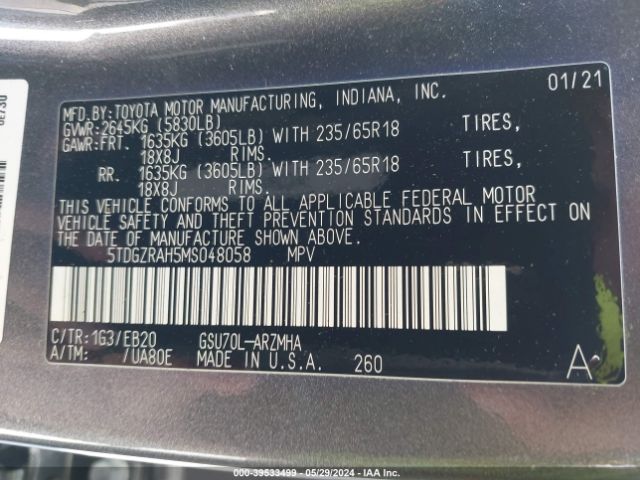 MFD.BY:TOYOTA MOTOR MANUFACTURING, INDIANA, INC. 01/21
GVWR:2645KG (5830LB)
GAWR:FRT. 1635KG (3605LB) WITH 235/65R18 TIRES,
18X8J RIMS.
RR. 1635KG (3605LB) WITH 235/65R18 TIRES,
18X8J RIMS.
THIS VEHICLE CONFORMS TO ALL APPLICABLE FEDERAL MOTOR
VEHICLE SAFETY AND THEFT PREVENTION STANDARDS IN EFFECT ON
THE DATE OF MANUFACTURE SHOWN ABOVE.
5TDGZRAH5MS048058 MPV
C/TR:1G3/EB20 GSU70L-ARZMHA
A/TM: /UA80E MADE IN U.S.A. 260 A
000-39533499 - 05/29/2024 - IAA Inc.